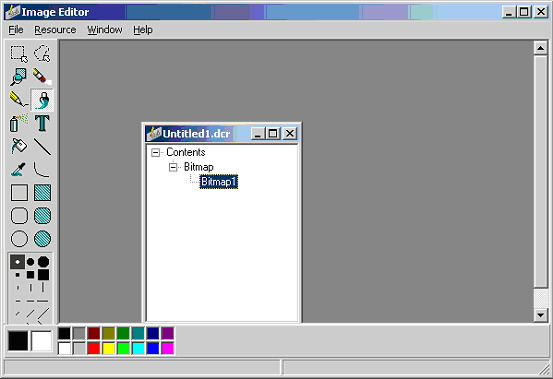 Image Editor
File Resource Window Help
T
Untitled1.dcr
Contents
Bitmap
Bitmap1